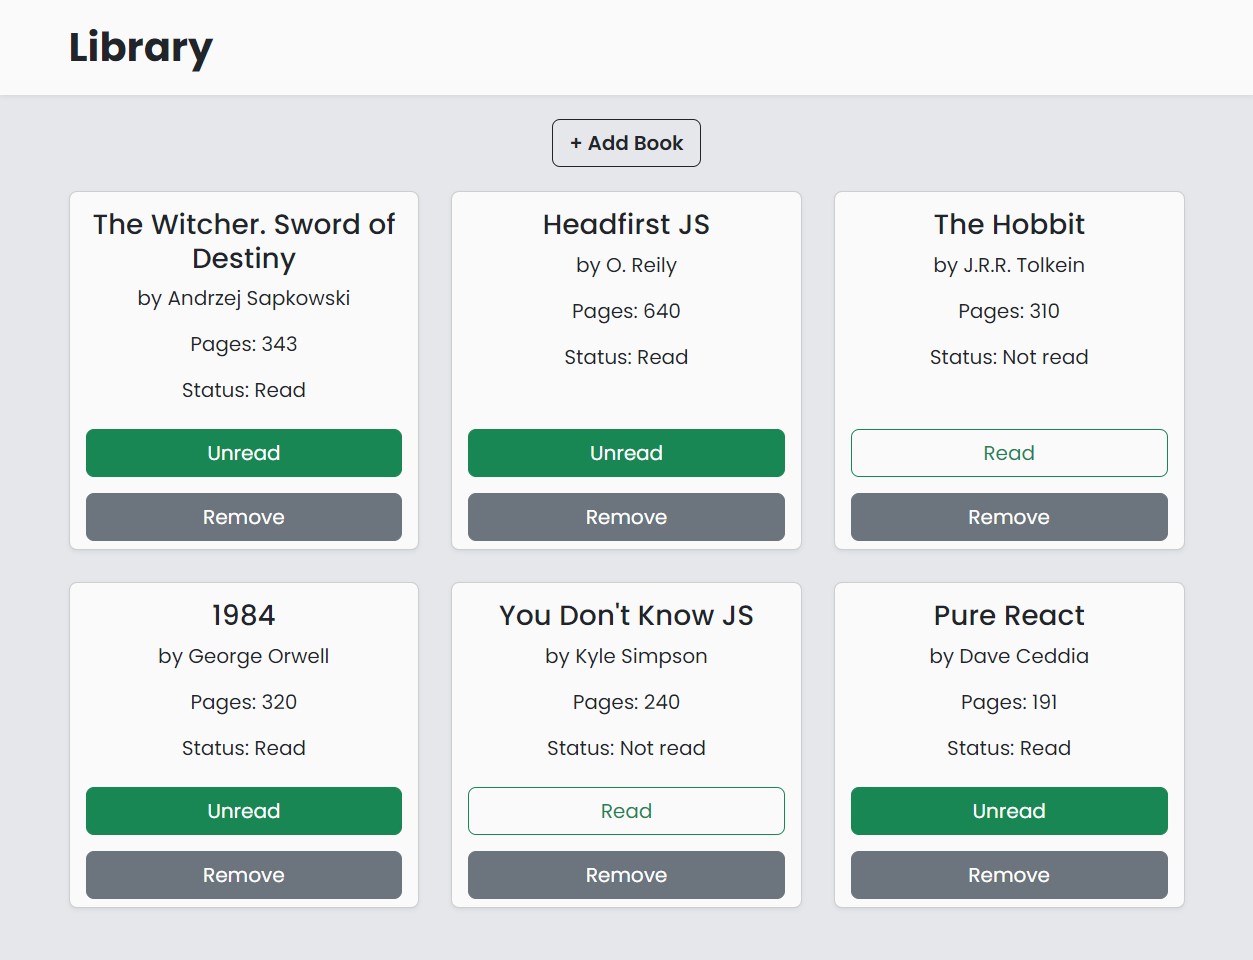 Library
+ Add Book
The Witcher. Sword of
Destiny
by Andrzej Sapkowski
Pages: 343
Status: Read
Unread
Remove
Headfirst JS
by O. Reily
Pages: 640
Status: Read
Unread
Remove
The Hobbit
by J.R.R. Tolkein
Pages: 310
Status: Not read
Read
Remove
1984
by George Orwell
Pages: 320
Status: Read
Unread
Remove
You Don't Know JS
by Kyle Simpson
Pages: 240
Status: Not read
Read
Remove
Pure React
by Dave Ceddia
Pages: 191
Status: Read
Unread
Remove